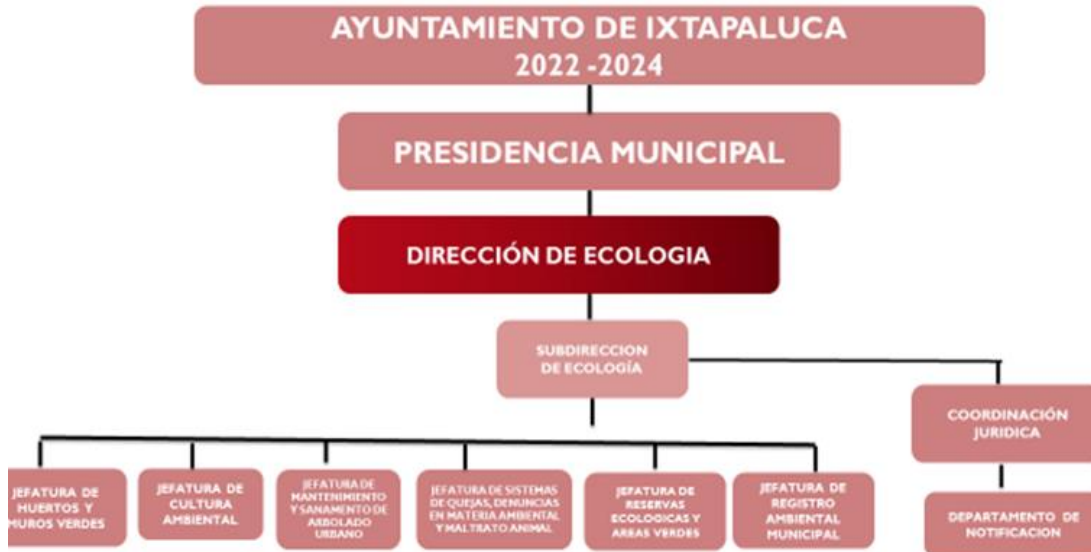 AYUNTAMIENTO DE IXTAPALUCA
2022 -2024
PRESIDENCIA MUNICIPAL
DIRECCIÓN DE ECOLOGIA
SUBDIRECCION
DE ECOLOGÍA
COORDINACIÓN
JURIDICA
JEFATURA DE
HUERTOS Y
MUROS VERDES
JEFATURA DE
CULTURA
AMBIENTAL
JEFATURA DE
MANTENIMIENTO
Y SANAMENTO DE
ARBOLADO
URBANO
JEFATURA DE SISTEMAS
DE QUEJAS, DENUNCIAS
EN MATERIA AMBIENTAL
Y MALTRATO ANIMAL
JEFATURA DE
RESERVAS
ECOLOGICAS Y
AREAS VERDES
JEFATURA DE
REGISTRO
AMBIENTAL
MUNICIPAL
DEPARTAMENTO DE
NOTIFICACION